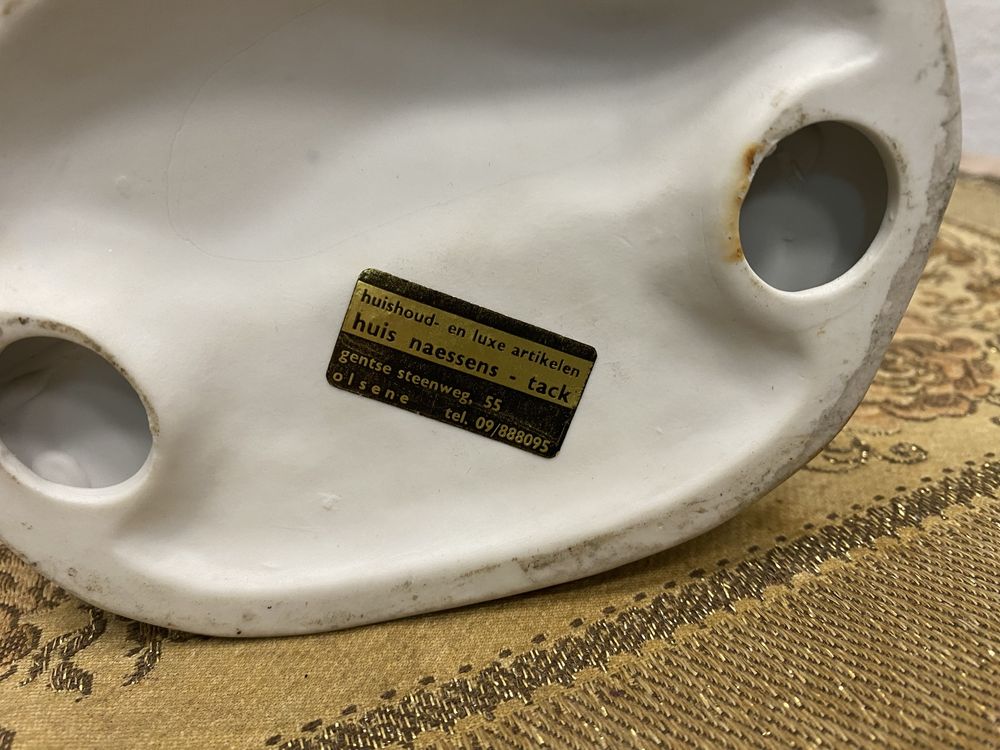 huishoud- en luxe artikelen
huis naessens - tack
gentse steenweg, 55
olsene tel. 09/888095